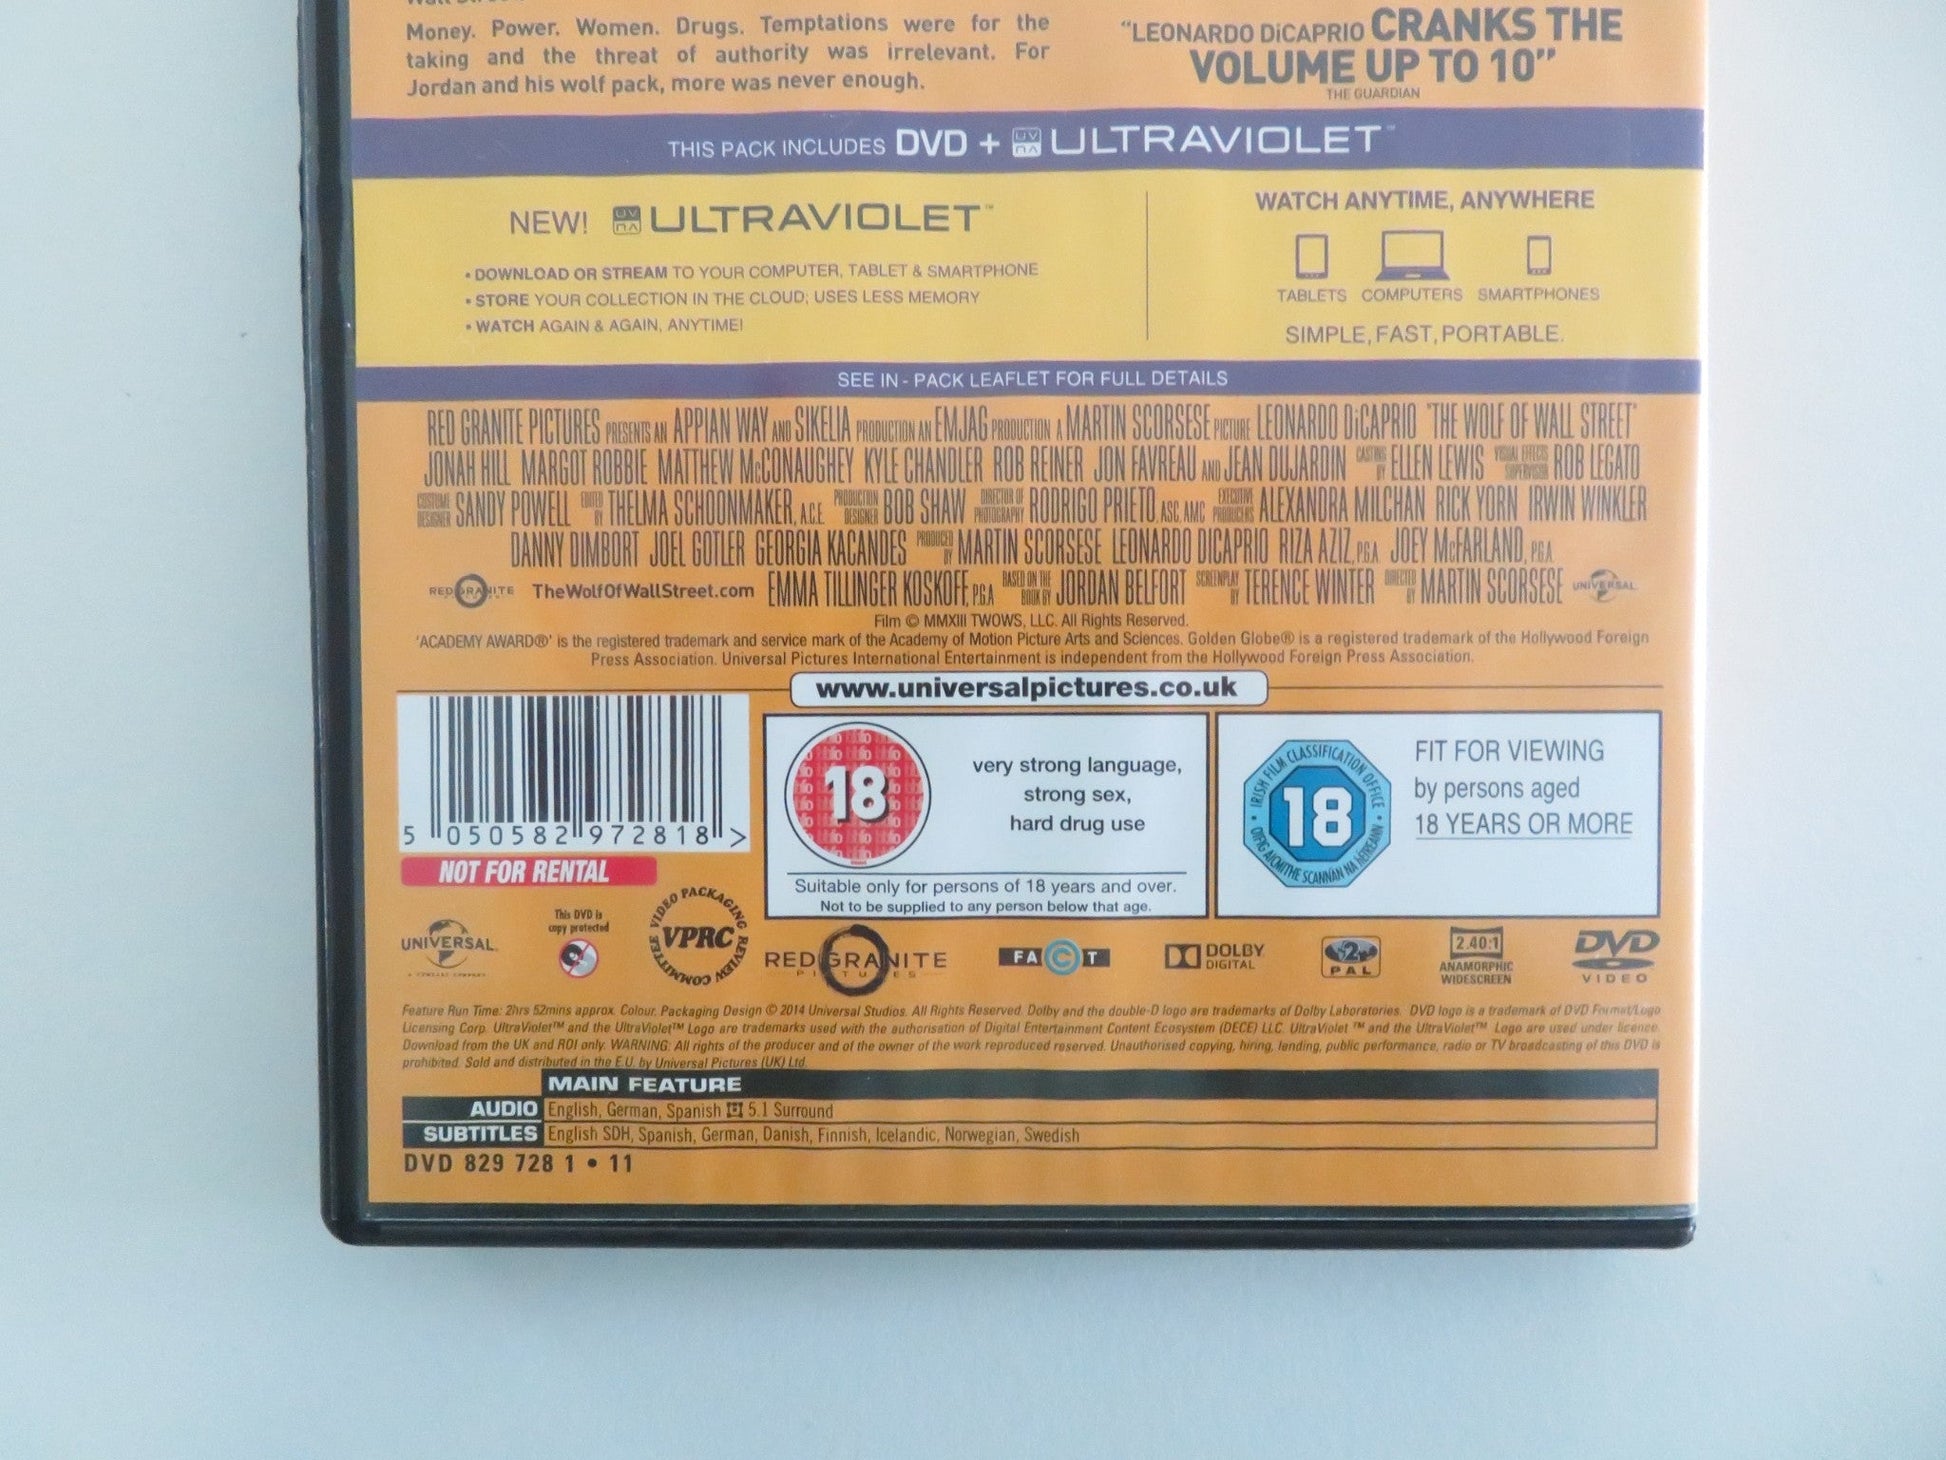 Money. Power. Women. Drugs. Temptations were for the
taking and the threat of authority was irrelevant. For
Jordan and his wolf pack, more was never enough.
"LEONARDO DiCAPRIO CRANKS THE
VOLUME UP TO 10"
THE GUARDIAN
THIS PACK INCLUDES DVD + UV ULTRAVIOLET™
NEW! UV ULTRAVIOLET™
• DOWNLOAD OR STREAM TO YOUR COMPUTER, TABLET & SMARTPHONE
• STORE YOUR COLLECTION IN THE CLOUD; USES LESS MEMORY
• WATCH AGAIN & AGAIN, ANYTIME!
WATCH ANYTIME, ANYWHERE
TABLETS COMPUTERS SMARTPHONES
SIMPLE, FAST, PORTABLE.
SEE IN - PACK LEAFLET FOR FULL DETAILS
RED GRANITE PICTURES PRESENTS AN APPIAN WAY AND SIKELIA PRODUCTION AN EMJAG PRODUCTION A MARTIN SCORSESE PICTURE LEONARDO DiCAPRIO "THE WOLF OF WALL STREET"
JONAH HILL MARGOT ROBBIE MATTHEW McCONAUGHEY KYLE CHANDLER ROB REINER JON FAVREAU AND JEAN DUJARDIN CASTING BY ELLEN LEWIS VISUAL EFFECTS SUPERVISOR ROB LEGATO
COSTUME DESIGNER SANDY POWELL EDITED BY THELMA SCHOONMAKER, A.C.E. PRODUCTION DESIGNER BOB SHAW DIRECTOR OF PHOTOGRAPHY RODRIGO PRIETO, ASC, AMC EXECUTIVE PRODUCERS ALEXANDRA MILCHAN RICK YORN IRWIN WINKLER
DANNY DIMBORT JOEL GOTLER GEORGIA KACANDES PRODUCED BY MARTIN SCORSESE LEONARDO DICAPRIO RIZA AZIZ, P.G.A. JOEY McFARLAND, P.G.A.
RED GRANITE TheWolfOfWallStreet.com EMMA TILLINGER KOSKOFF, P.G.A. BASED ON THE BOOK BY JORDAN BELFORT SCREENPLAY BY TERENCE WINTER DIRECTED BY MARTIN SCORSESE UNIVERSAL
Film © MMXIII TWOWS, LLC. All Rights Reserved.
'ACADEMY AWARD®' is the registered trademark and service mark of the Academy of Motion Picture Arts and Sciences. Golden Globe® is a registered trademark of the Hollywood Foreign
Press Association. Universal Pictures International Entertainment is independent from the Hollywood Foreign Press Association.
www.universalpictures.co.uk
5 050582 972818 >
NOT FOR RENTAL
18
very strong language,
strong sex,
hard drug use
Suitable only for persons of 18 years and over.
Not to be supplied to any person below that age.
IRISH FILM CLASSIFICATION OFFICE • OIFIG AICMITHE SCANNÁN NA hÉIREANN •
18
FIT FOR VIEWING
by persons aged
18 YEARS OR MORE
UNIVERSAL
This DVD is
copy protected
VIDEO PACKAGING REVIEW COMMITTEE
VPRC
RED GRANITE
PICTURES
FACT
DOLBY
DIGITAL
2
PAL
2.40:1
ANAMORPHIC
WIDESCREEN
DVD
VIDEO
Feature Run Time: 2hrs 52mins approx. Colour. Packaging Design © 2014 Universal Studios. All Rights Reserved. Dolby and the double-D logo are trademarks of Dolby Laboratories. DVD logo is a trademark of DVD Format/Logo
Licensing Corp. UltraViolet™ and the UltraViolet™ Logo are trademarks used with the authorisation of Digital Entertainment Content Ecosystem (DECE) LLC. UltraViolet ™ and the UltraViolet™ Logo are used under licence.
Download from the UK and ROI only. WARNING: All rights of the producer and of the owner of the work reproduced reserved. Unauthorised copying, hiring, lending, public performance, radio or TV broadcasting of this DVD is
prohibited. Sold and distributed in the E.U. by Universal Pictures (UK) Ltd.
MAIN FEATURE
AUDIO English, German, Spanish 5.1 Surround
SUBTITLES English SDH, Spanish, German, Danish, Finnish, Icelandic, Norwegian, Swedish
DVD 829 728 1 • 11